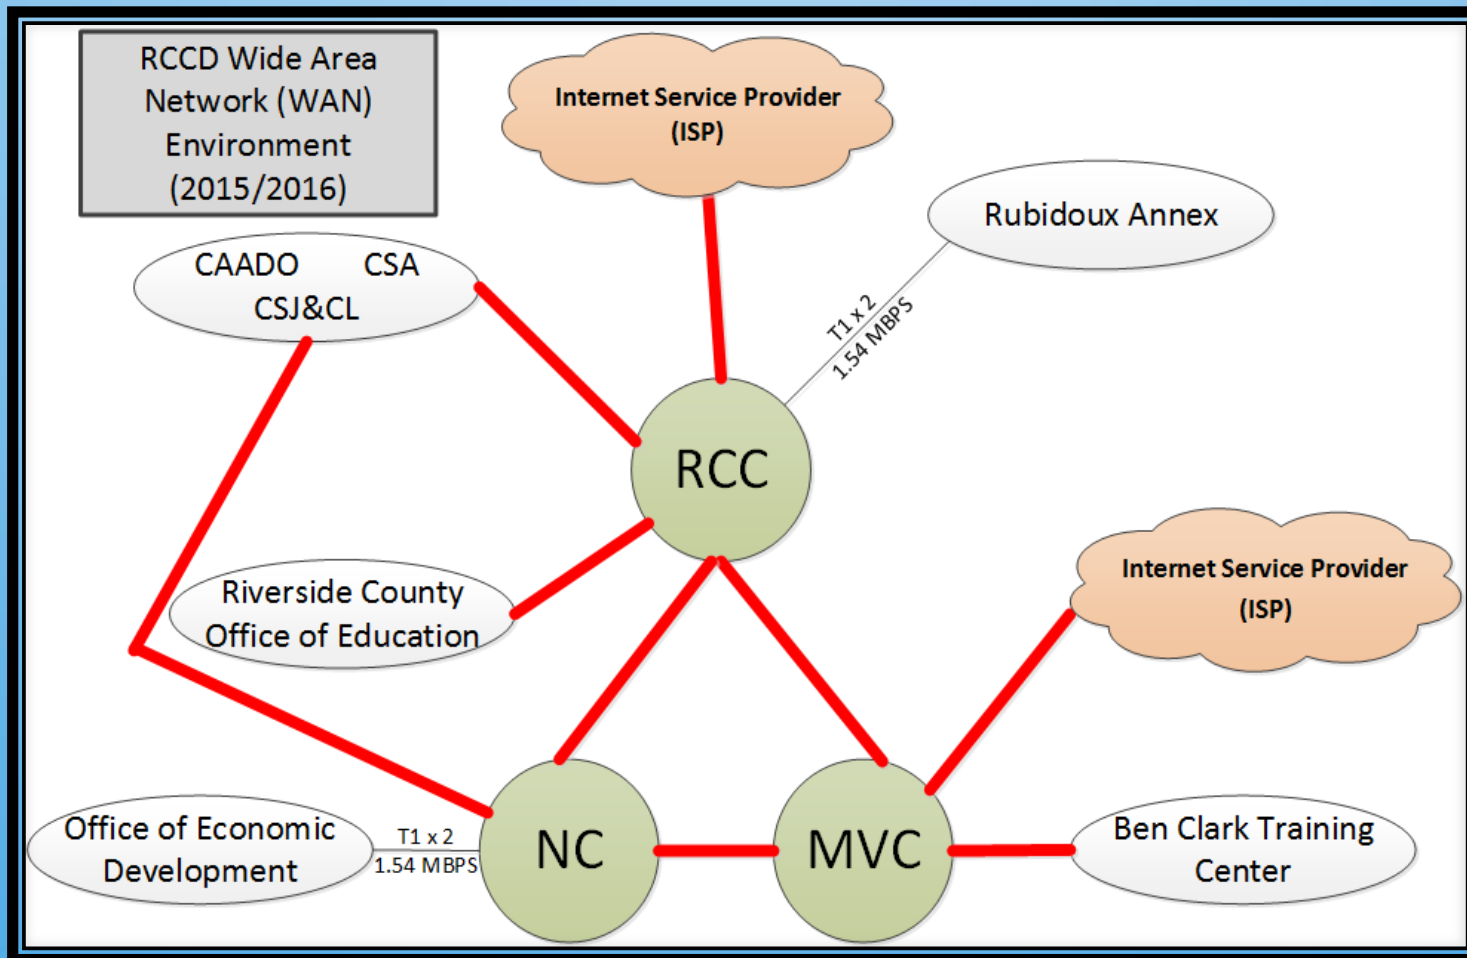 RCCD Wide Area
Network (WAN)
Environment
(2015/2016)
Internet Service Provider
(ISP)
Rubidoux Annex
CAADO CSA
CSJ&CL
T1 x 2
1.54 MBPS
RCC
Riverside County
Office of Education
Internet Service Provider
(ISP)
Office of Economic
Development
T1 x 2
1.54 MBPS
NC
MVC
Ben Clark Training
Center